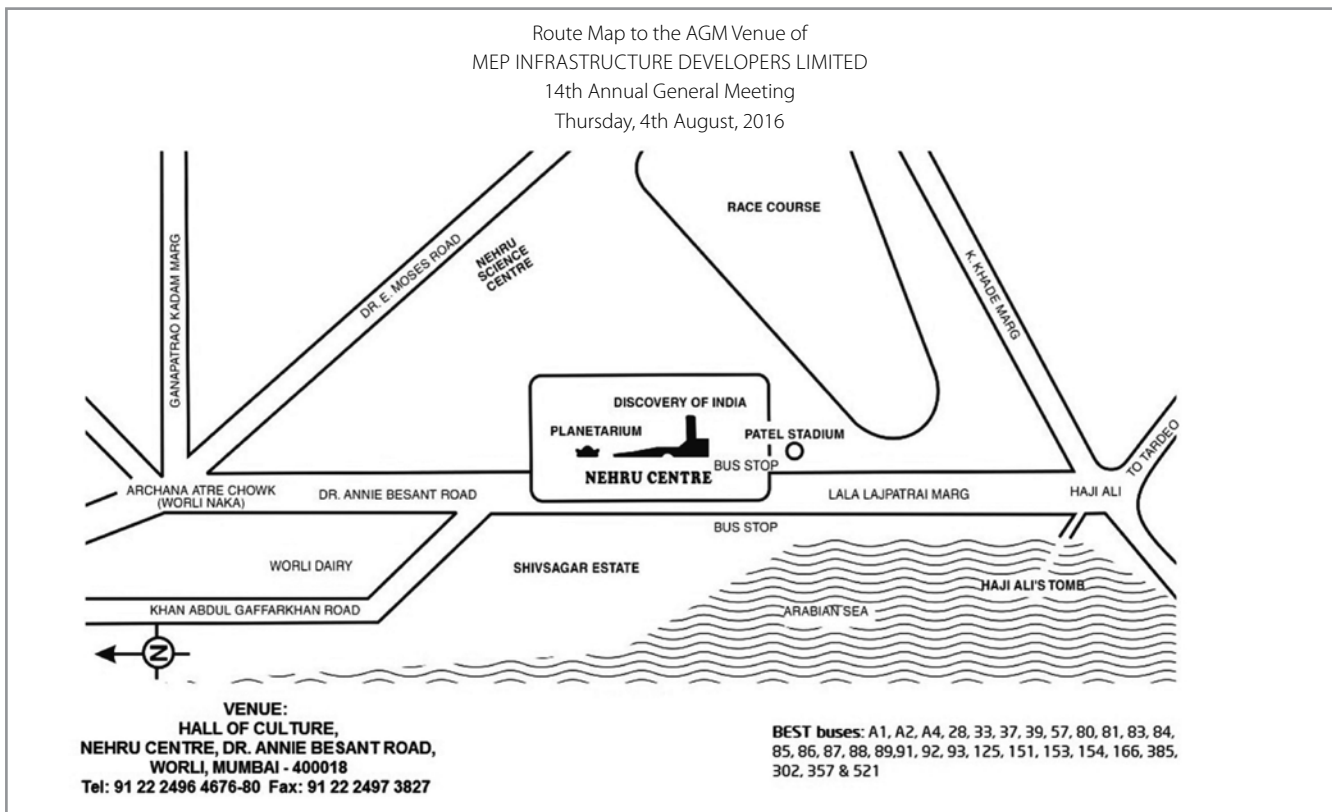 Route Map to the AGM Venue of
MEP INFRASTRUCTURE DEVELOPERS LIMITED
14th Annual General Meeting
Thursday, 4th August, 2016
GANAPATRAO KADAM MARG
DR. E. MOSES ROAD
NEHRU
SCIENCE
CENTRE
RACE COURSE
K. KHADE MARG
DISCOVERY OF INDIA
PLANETARIUM
PATEL STADIUM
BUS STOP
NEHRU CENTRE
TO TARDEO
ARCHANA ATRE CHOWK
(WORLI NAKA)
DR. ANNIE BESANT ROAD
LALA LAJPATRAI MARG
HAJI ALI
BUS STOP
WORLI DAIRY
SHIVSAGAR ESTATE
HAJI ALI'S TOMB
KHAN ABDUL GAFFARKHAN ROAD
ARABIAN SEA
N
VENUE:
HALL OF CULTURE,
NEHRU CENTRE, DR. ANNIE BESANT ROAD,
WORLI, MUMBAI - 400018
Tel: 91 22 2496 4676-80 Fax: 91 22 2497 3827
BEST buses: A1, A2, A4, 28, 33, 37, 39, 57, 80, 81, 83, 84,
85, 86, 87, 88, 89,91, 92, 93, 125, 151, 153, 154, 166, 385,
302, 357 & 521